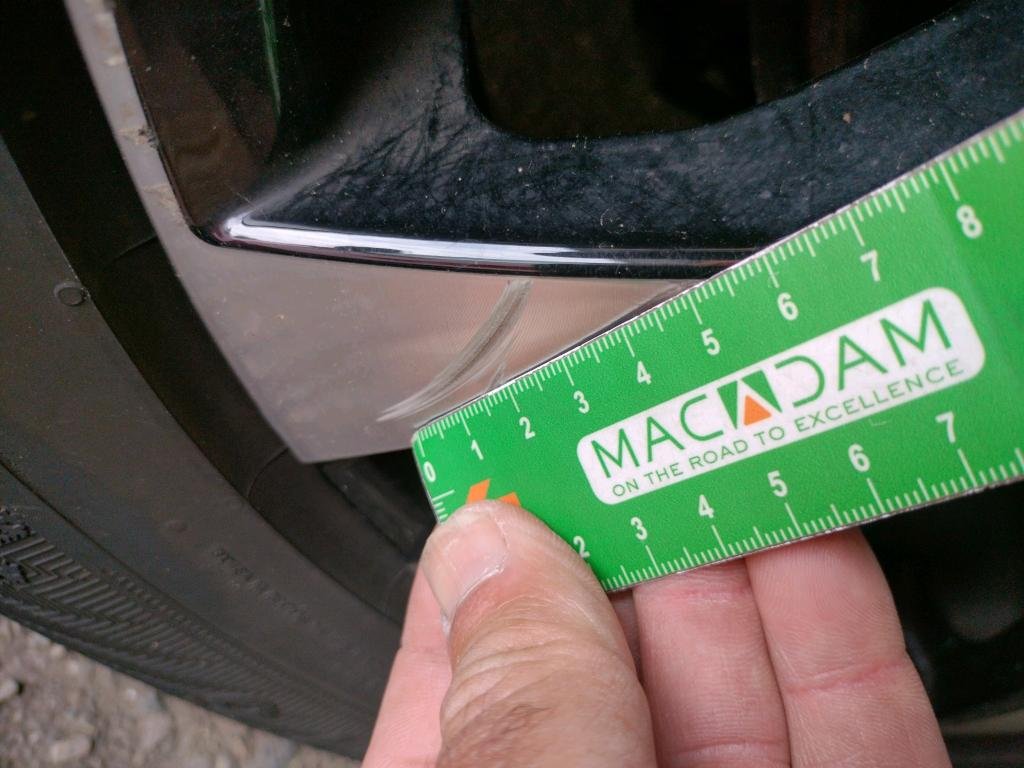 0 1 2 3 4 5 6 7 8
MACADAM
ON THE ROAD TO EXCELLENCE
2 3 4 5 6 7